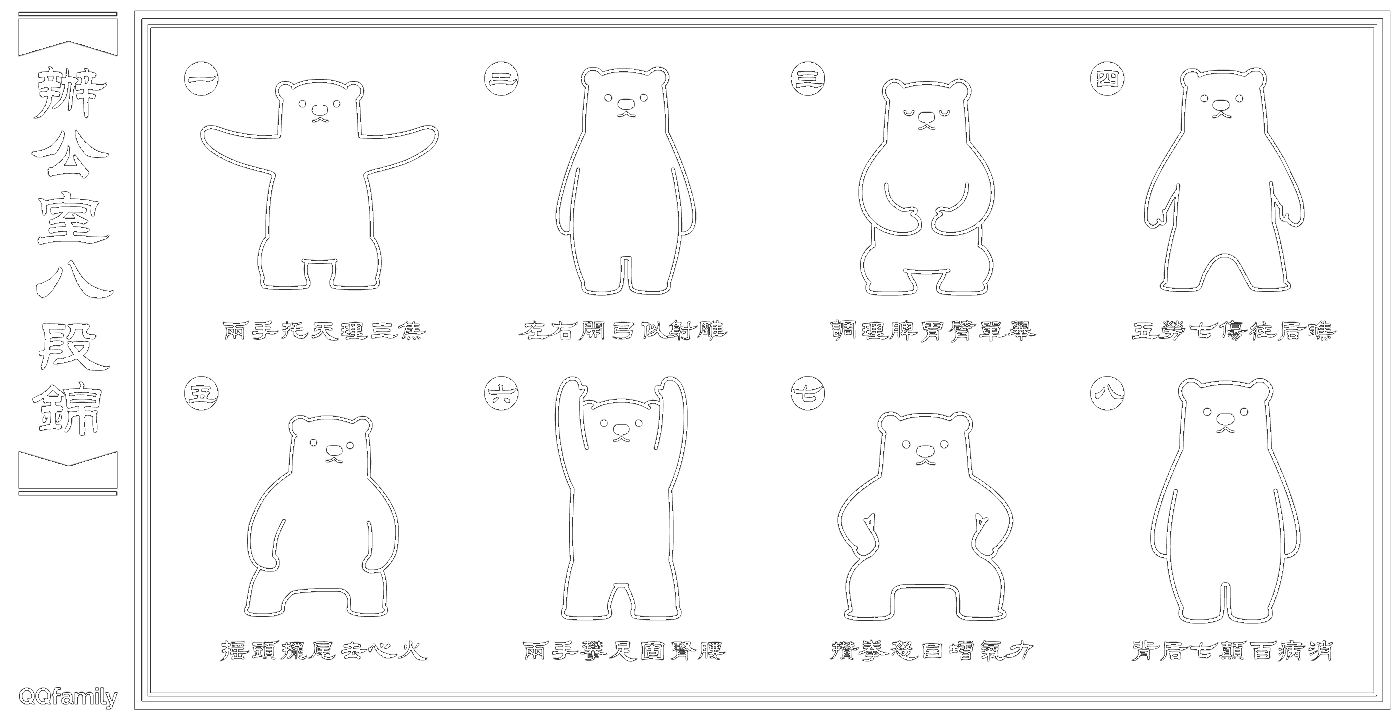 辦公室八段錦
一
兩手托天理三焦
二
左右開弓似射雕
三
調理脾胃臂單舉
四
五勞七傷往后瞧
五
搖頭擺尾去心火
六
兩手攀足固腎腰
七
攢拳怒目增氣力
八
背后七顛百病消
QQfamily